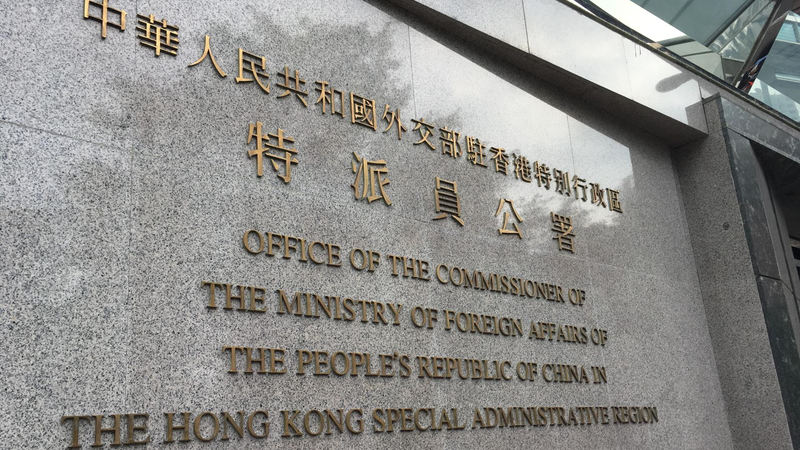 中華人民共和國外交部駐香港特別行政區
特派員公署
OFFICE OF THE COMMISSIONER OF
THE MINISTRY OF FOREIGN AFFAIRS OF
THE PEOPLE'S REPUBLIC OF CHINA IN
THE HONG KONG SPECIAL ADMINISTRATIVE REGION